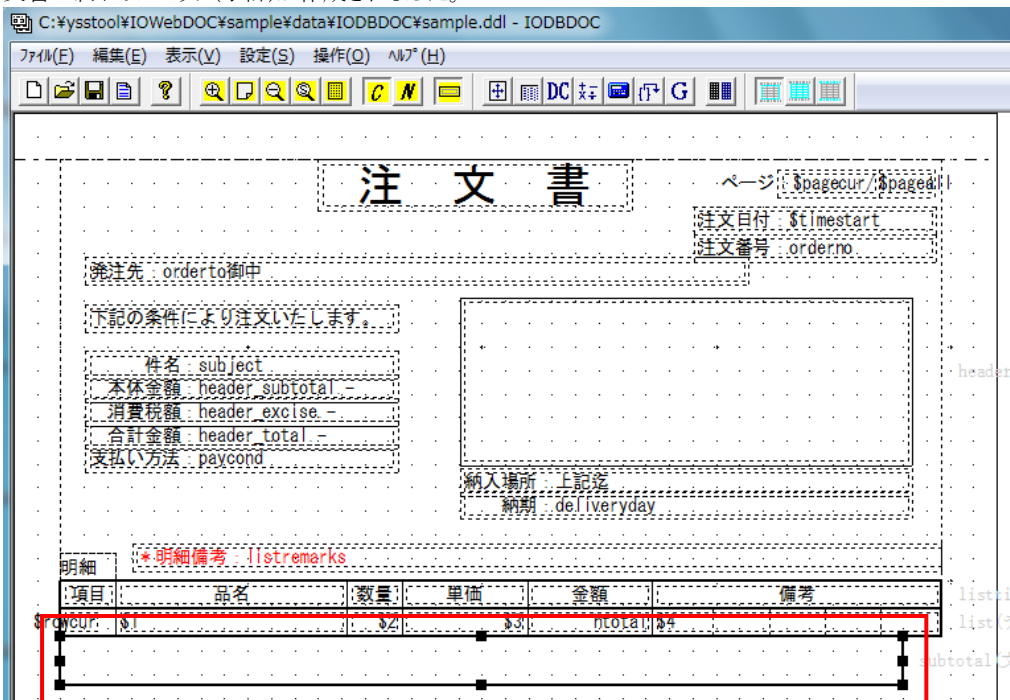 C:¥ysstool¥IOWebDOC¥sample¥data¥IODBDOC¥sample.ddl - IODBDOC
ファイル(F) 編集(E) 表示(V) 設定(S) 操作(O) ヘルプ(H)
C N DC G
注 文 書
ページ $pagecur/$pageall
注文日付：$timestart
注文番号：orderno
発注先：orderto御中
下記の条件により注文いたします。
件名：subject
header
本体金額：header_subtotal －
消費税額：header_excise －
合計金額：header_total －
支払い方法：paycond
納入場所：上記迄
納期：deliveryday
＊明細備考：listremarks
明細
項目 品名 数量 単価 金額 備考
$rowcur $1 $2 $3 ntotal $4
list(
subtotal(